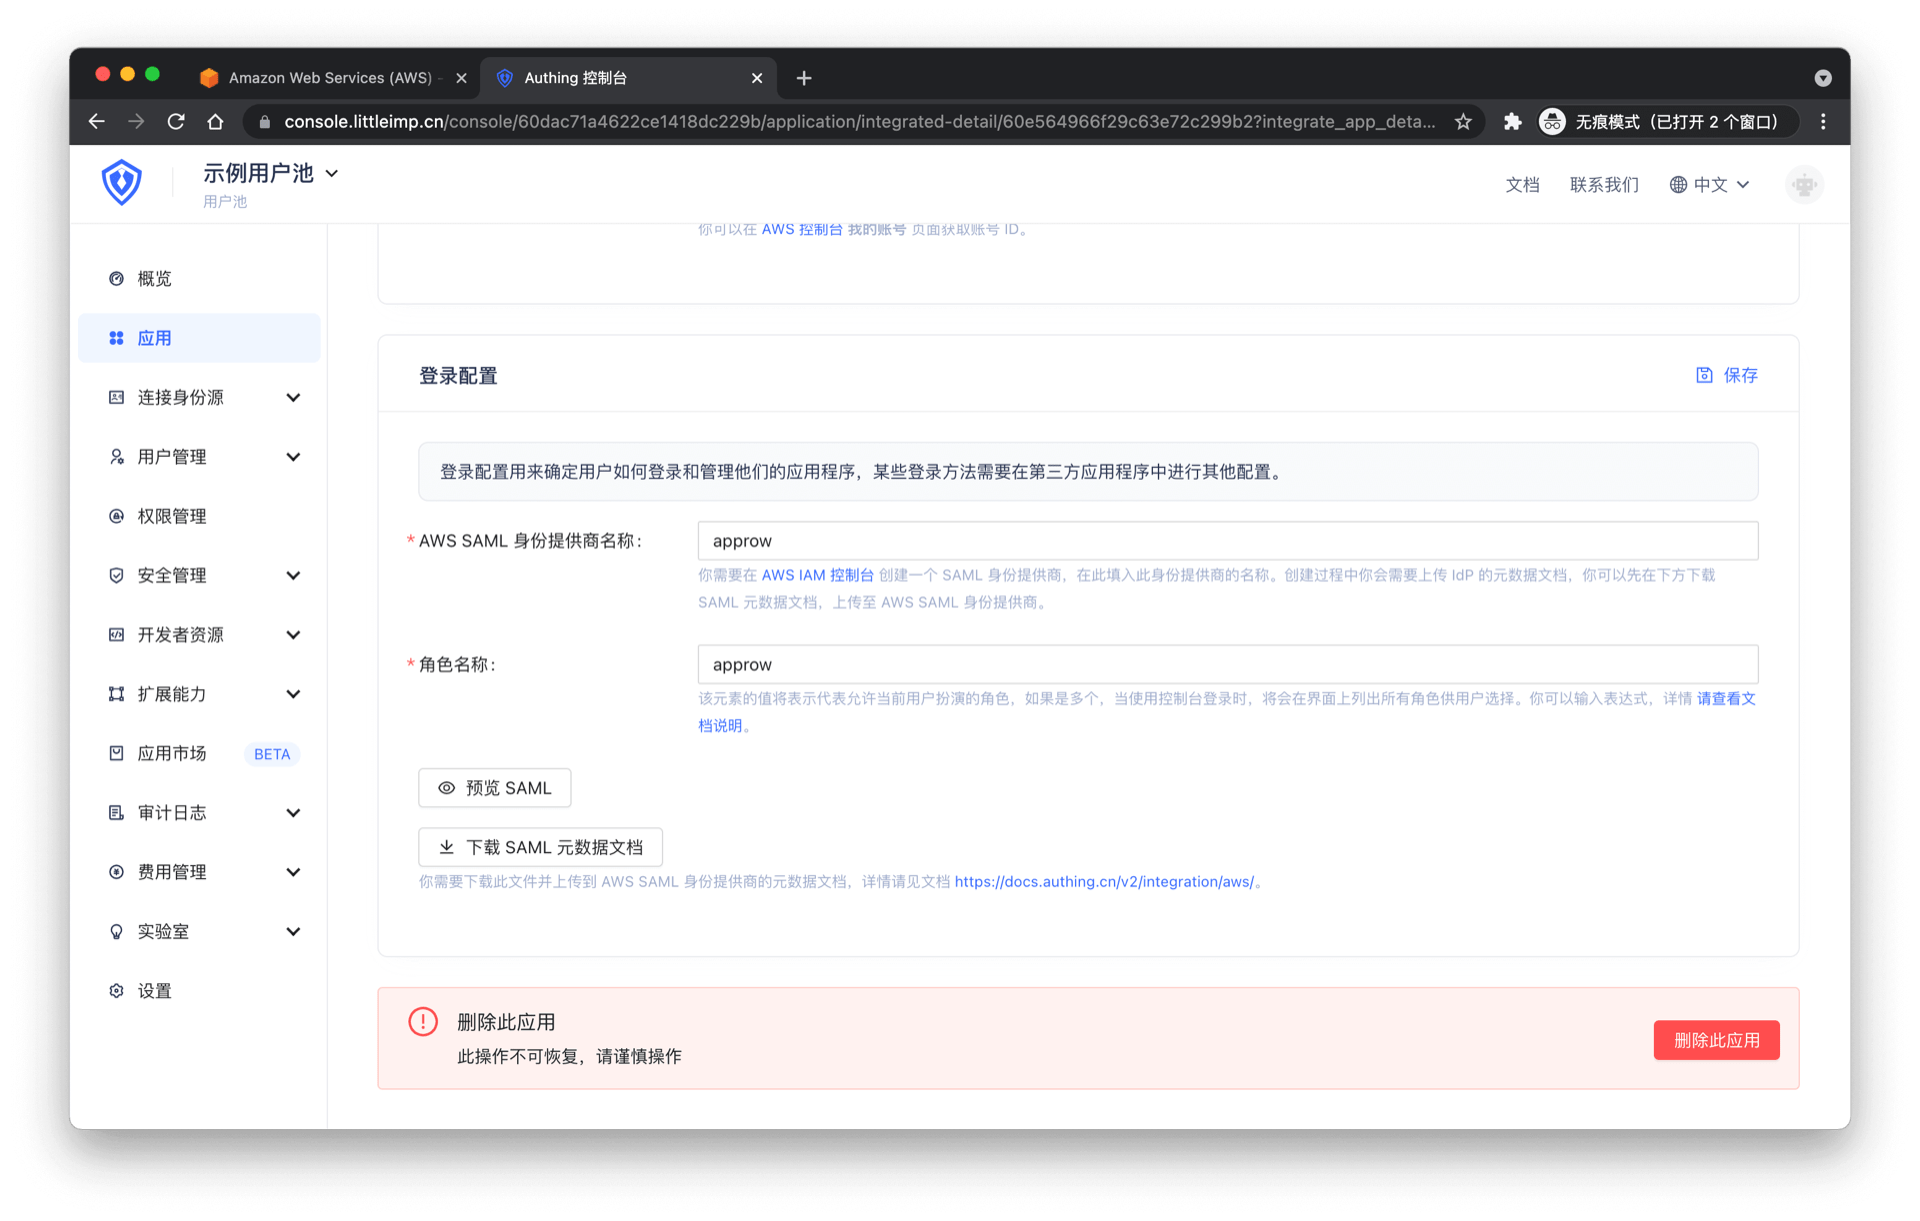 Amazon Web Services (AWS) -
Authing 控制台
console.littleimp.cn/console/60dac71a4622ce1418dc229b/application/integrated-detail/60e564966f29c63e72c299b2?integrate_app_deta...
无痕模式（已打开 2 个窗口）
示例用户池
用户池
文档
联系我们
中文
概览
应用
连接身份源
用户管理
权限管理
安全管理
开发者资源
扩展能力
应用市场 BETA
审计日志
费用管理
实验室
设置
你可以在 AWS 控制台 我的账号 页面获取账号 ID。
登录配置
保存
登录配置用来确定用户如何登录和管理他们的应用程序，某些登录方法需要在第三方应用程序中进行其他配置。
* AWS SAML 身份提供商名称：
approw
你需要在 AWS IAM 控制台 创建一个 SAML 身份提供商，在此填入此身份提供商的名称。创建过程中你会需要上传 IdP 的元数据文档，你可以先在下方下载
SAML 元数据文档，上传至 AWS SAML 身份提供商。
* 角色名称：
approw
该元素的值将表示代表允许当前用户扮演的角色，如果是多个，当使用控制台登录时，将会在界面上列出所有角色供用户选择。你可以输入表达式，详情 请查看文
档说明。
预览 SAML
下载 SAML 元数据文档
你需要下载此文件并上传到 AWS SAML 身份提供商的元数据文档，详情请见文档 https://docs.authing.cn/v2/integration/aws/。
删除此应用
此操作不可恢复，请谨慎操作
删除此应用